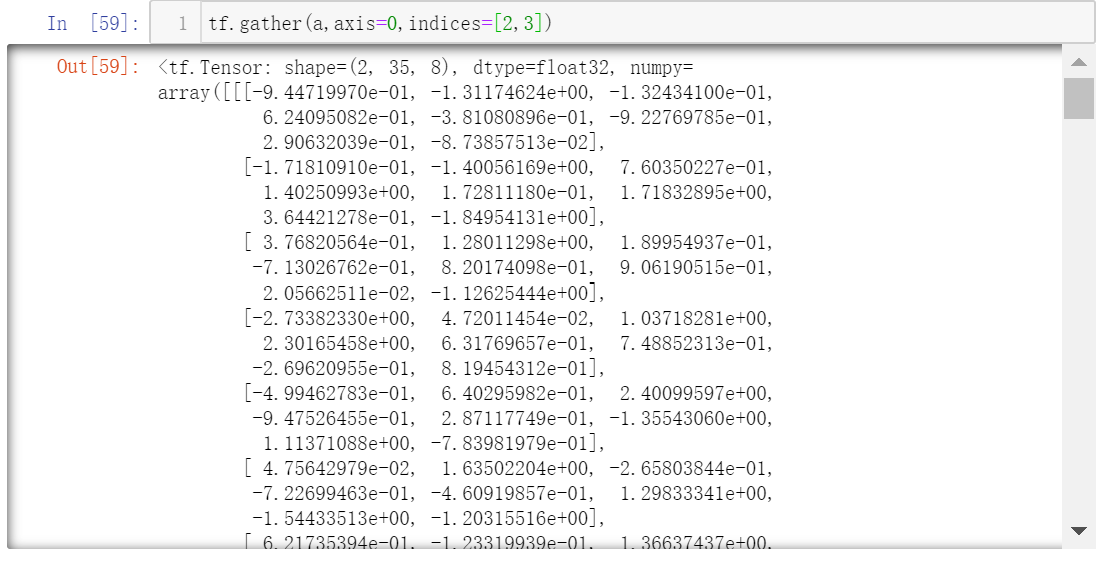 In [59]: 1 tf.gather(a,axis=0,indices=[2,3])
Out[59]: <tf.Tensor: shape=(2, 35, 8), dtype=float32, numpy=
array([[[-9.44719970e-01, -1.31174624e+00, -1.32434100e-01,
6.24095082e-01, -3.81080896e-01, -9.22769785e-01,
2.90632039e-01, -8.73857513e-02],
[-1.71810910e-01, -1.40056169e+00, 7.60350227e-01,
1.40250993e+00, 1.72811180e-01, 1.71832895e+00,
3.64421278e-01, -1.84954131e+00],
[ 3.76820564e-01, 1.28011298e+00, 1.89954937e-01,
-7.13026762e-01, 8.20174098e-01, 9.06190515e-01,
2.05662511e-02, -1.12625444e+00],
[-2.73382330e+00, 4.72011454e-02, 1.03718281e+00,
2.30165458e+00, 6.31769657e-01, 7.48852313e-01,
-2.69620955e-01, 8.19454312e-01],
[-4.99462783e-01, 6.40295982e-01, 2.40099597e+00,
-9.47526455e-01, 2.87117749e-01, -1.35543060e+00,
1.11371088e+00, -7.83981979e-01],
[ 4.75642979e-02, 1.63502204e+00, -2.65803844e-01,
-7.22699463e-01, -4.60919857e-01, 1.29833341e+00,
-1.54433513e+00, -1.20315516e+00],
[ 6.21735394e-01, -1.23319939e-01, 1.36637437e+00,